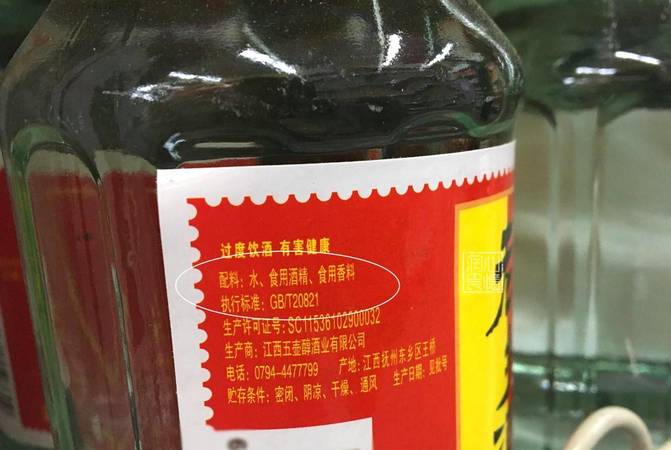 过度饮酒 有害健康
配料：水、食用酒精、食用香料
执行标准：GB/T20821
生产许可证号：SC11536102900032
生产商：江西五壶醇酒业有限公司
电话：0794-4477799 产地：江西抚州东乡区王桥
贮存条件：密闭、阴凉、干燥、通风 生产日期：见批号